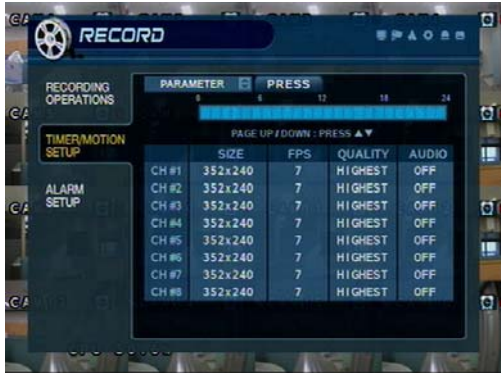 RECORD
RECORDING OPERATIONS
TIMER/MOTION SETUP
ALARM SETUP
PARAMETER PRESS
0 6 12 18 24
PAGE UP / DOWN : PRESS ▲▼
SIZE FPS QUALITY AUDIO
CH #1 352x240 7 HIGHEST OFF
CH #2 352x240 7 HIGHEST OFF
CH #3 352x240 7 HIGHEST OFF
CH #4 352x240 7 HIGHEST OFF
CH #5 352x240 7 HIGHEST OFF
CH #6 352x240 7 HIGHEST OFF
CH #7 352x240 7 HIGHEST OFF
CH #8 352x240 7 HIGHEST OFF